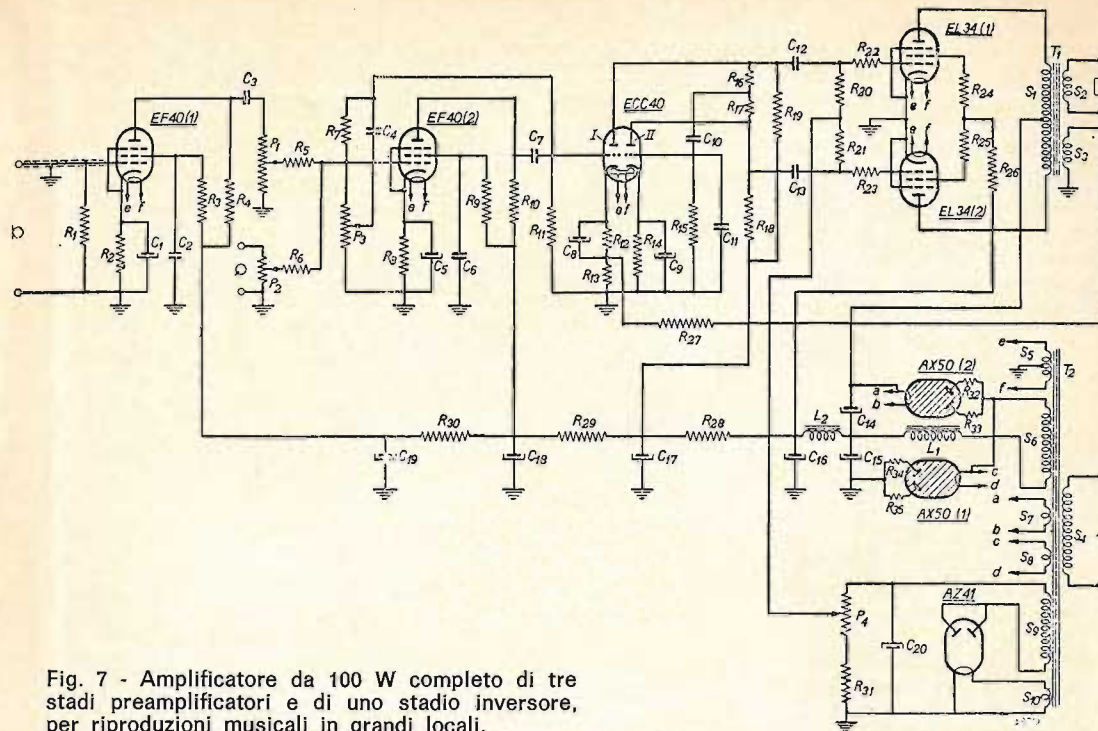 EL34(1)
C12
R22
T1
C3
EF40(1)
EF40(2)
ECC40
R16
R17
R19
R20
R24
S1
S2
P1
R7
C4
C7
I
II
C10
R5
R21
R25
S3
R26
R3
R4
R9
R10
R11
C13
R23
e
f
e
f
e
f
e
f
e
f
EL34(2)
R1
R2
C1
C2
R6
P2
P3
R8
C5
C6
C8
R12
R13
R14
C9
R15
C11
R18
R27
e
S5
T2
AX50 (2)
f
a
b
R32
R33
C14
L2
R30
R29
R28
L1
S6
C19
C18
C17
C16
C15
R34
R35
c
d
AX50 (1)
a
S7
b
c
S8
d
S4
AZ41
P4
C20
S9
R31
S10
Fig. 7 - Amplificatore da 100 W completo di tre
stadi preamplificatori e di uno stadio inversore,
per riproduzioni musicali in grandi locali.